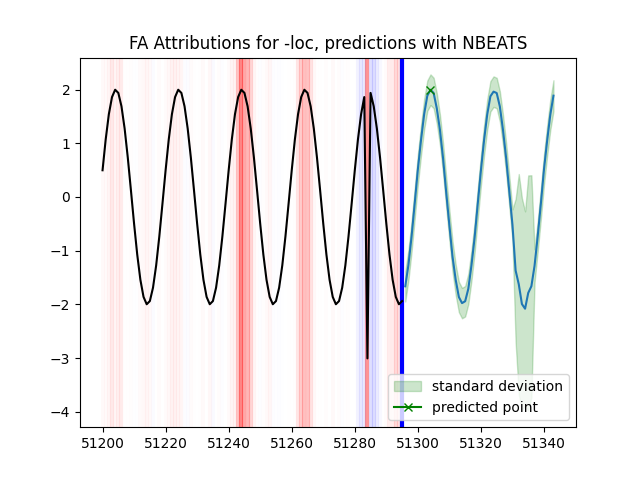 FA Attributions for -loc, predictions with NBEATS
2
1
0
−1
−2
−3
−4
standard deviation
predicted point
51200 51220 51240 51260 51280 51300 51320 51340